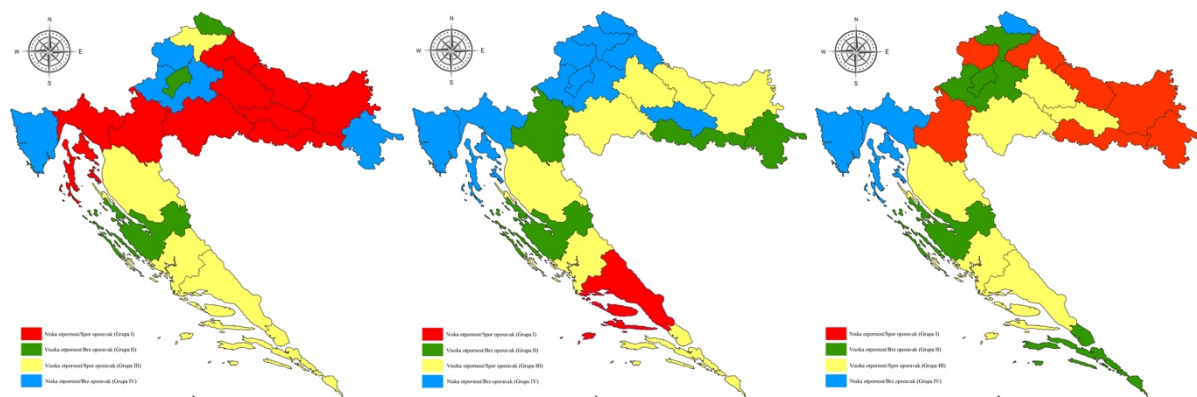 N
W E
S
Niska otpornost/Spor oporavak (Grupa I)
Visoka otpornost/Brz oporavak (Grupa II)
Visoka otpornost/Spor oporavak (Grupa III)
Niska otpornost/Brz oporavak (Grupa IV)
N
W E
S
Niska otpornost/Spor oporavak (Grupa I)
Visoka otpornost/Brz oporavak (Grupa II)
Visoka otpornost/Spor oporavak (Grupa III)
Niska otpornost/Brz oporavak (Grupa IV)
N
W E
S
Niska otpornost/Spor oporavak (Grupa I)
Visoka otpornost/Brz oporavak (Grupa II)
Visoka otpornost/Spor oporavak (Grupa III)
Niska otpornost/Brz oporavak (Grupa IV)